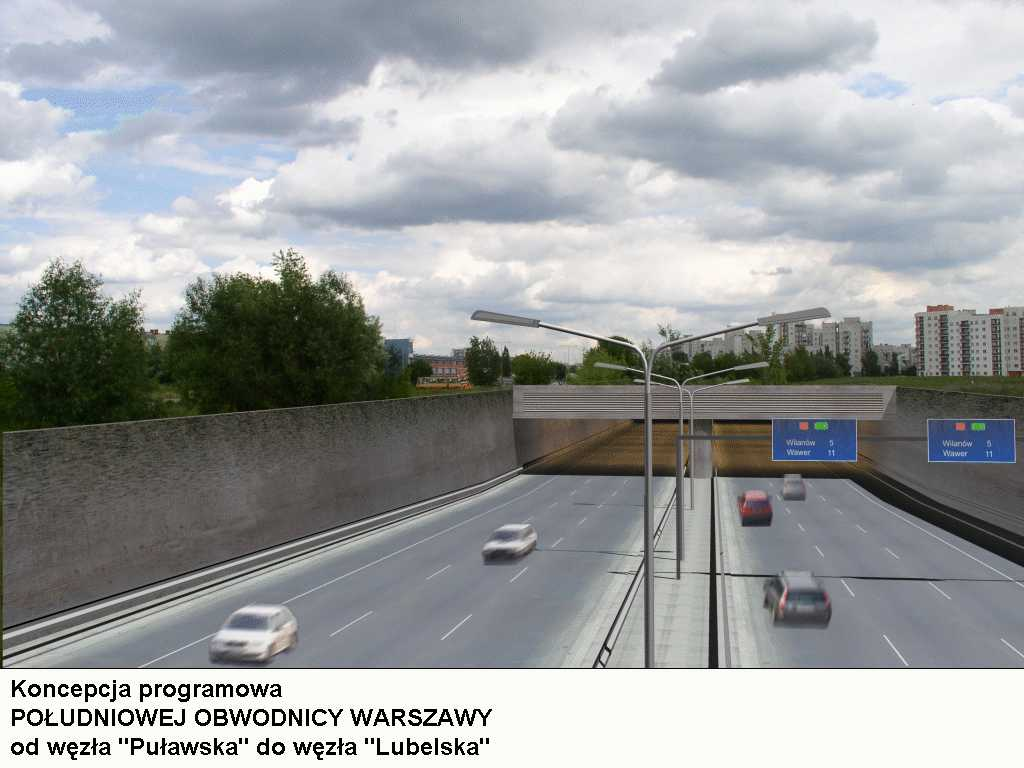 Wilanów 5
Wawer 11
Wilanów 5
Wawer 11
Koncepcja programowa
POŁUDNIOWEJ OBWODNICY WARSZAWY
od węzła "Puławska" do węzła "Lubelska"